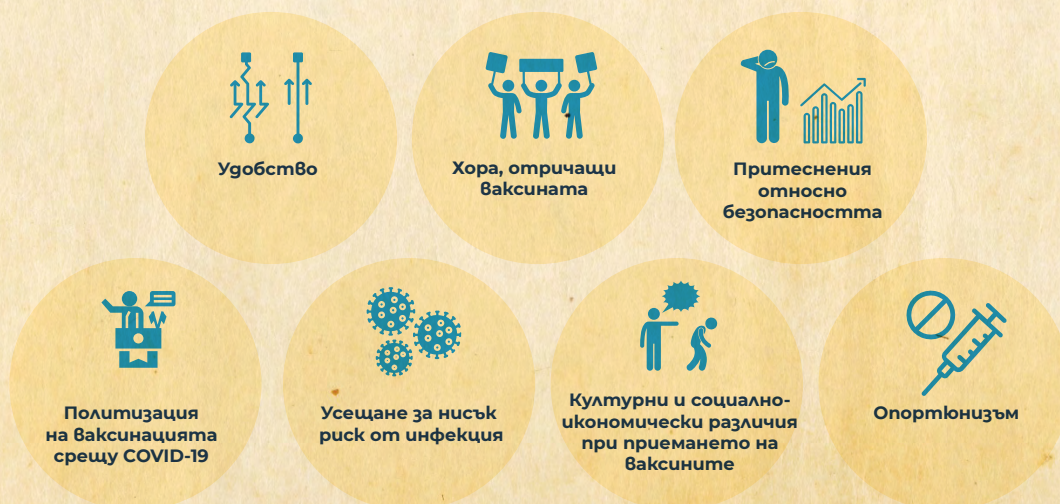 Удобство
Хора, отричащи
ваксината
Притеснения
относно
безопасността
Политизация
на ваксинацията
срещу COVID-19
Усещане за нисък
риск от инфекция
Културни и социално-
икономически различия
при приемането на
ваксините
Опортюнизъм